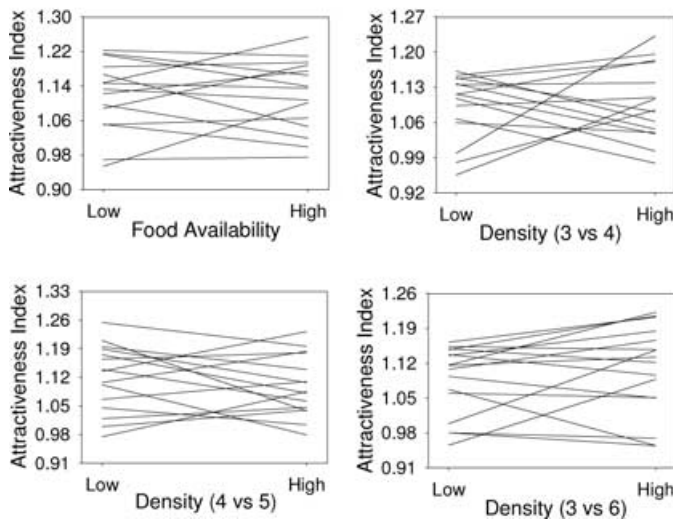 Attractiveness Index
1.30
1.22
1.14
1.06
0.98
0.90
Low
High
Food Availability
Attractiveness Index
1.27
1.20
1.13
1.06
0.99
0.92
Low
High
Density (3 vs 4)
Attractiveness Index
1.33
1.26
1.19
1.12
1.05
0.98
0.91
Low
High
Density (4 vs 5)
Attractiveness Index
1.26
1.19
1.12
1.05
0.98
0.91
Low
High
Density (3 vs 6)